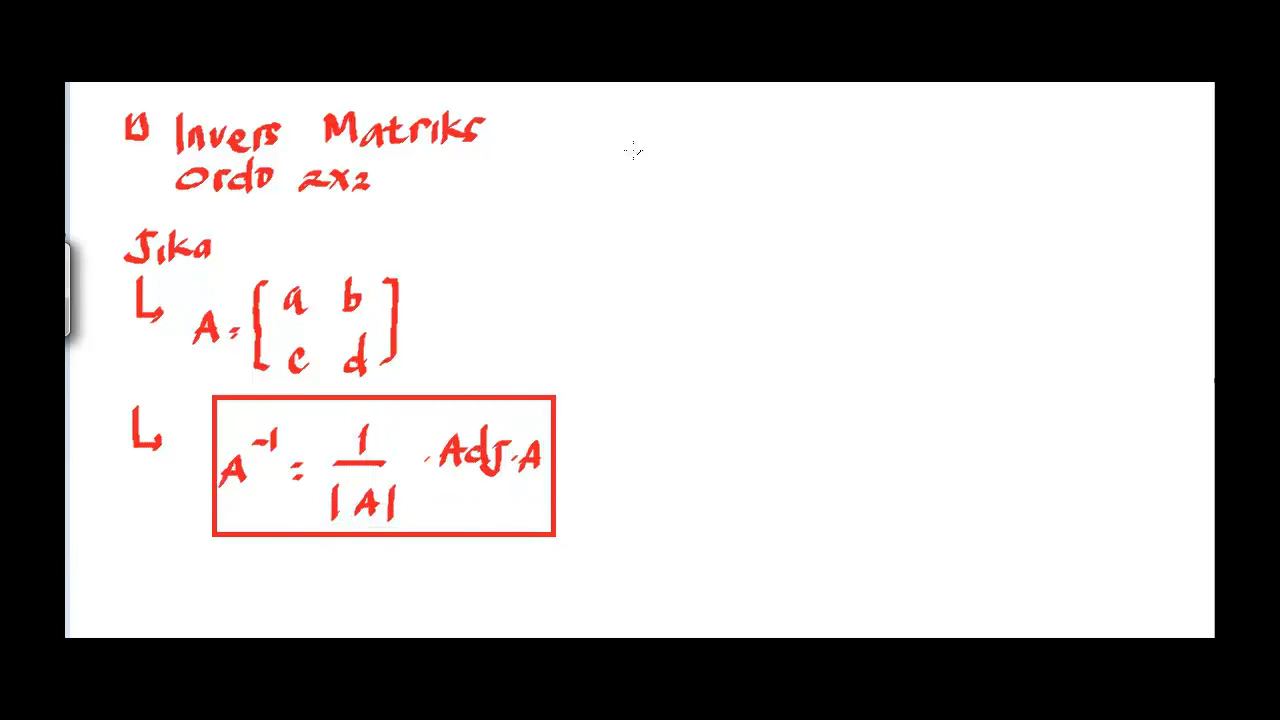 Invers Matriks
Ordo 2x2
Jika
↳ A = [ a b
c d ]
↳ A⁻¹ = 1 / |A| . Adj. A